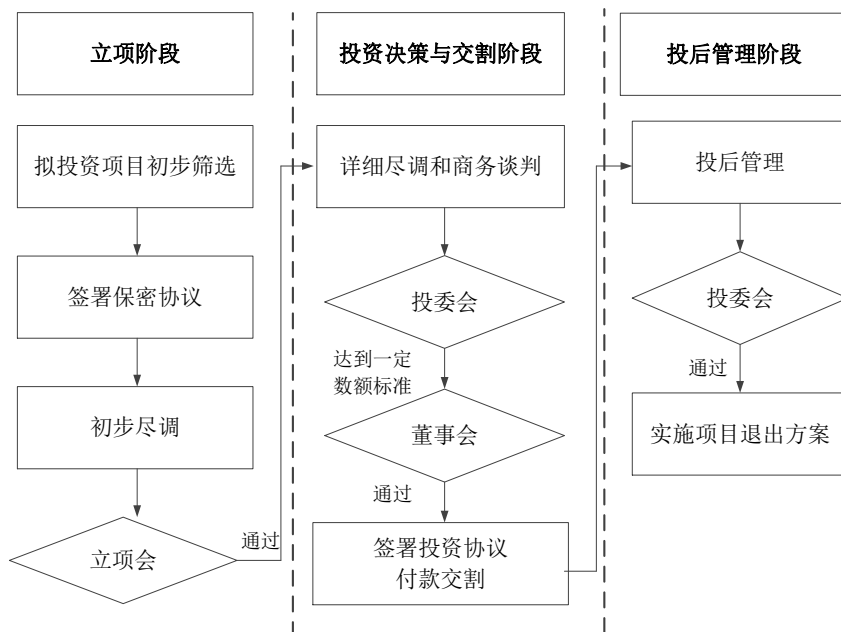 立项阶段
拟投资项目初步筛选
签署保密协议
初步尽调
立项会
通过
投资决策与交割阶段
详细尽调和商务谈判
投委会
达到一定
数额标准
董事会
通过
签署投资协议
付款交割
投后管理阶段
投后管理
投委会
通过
实施项目退出方案